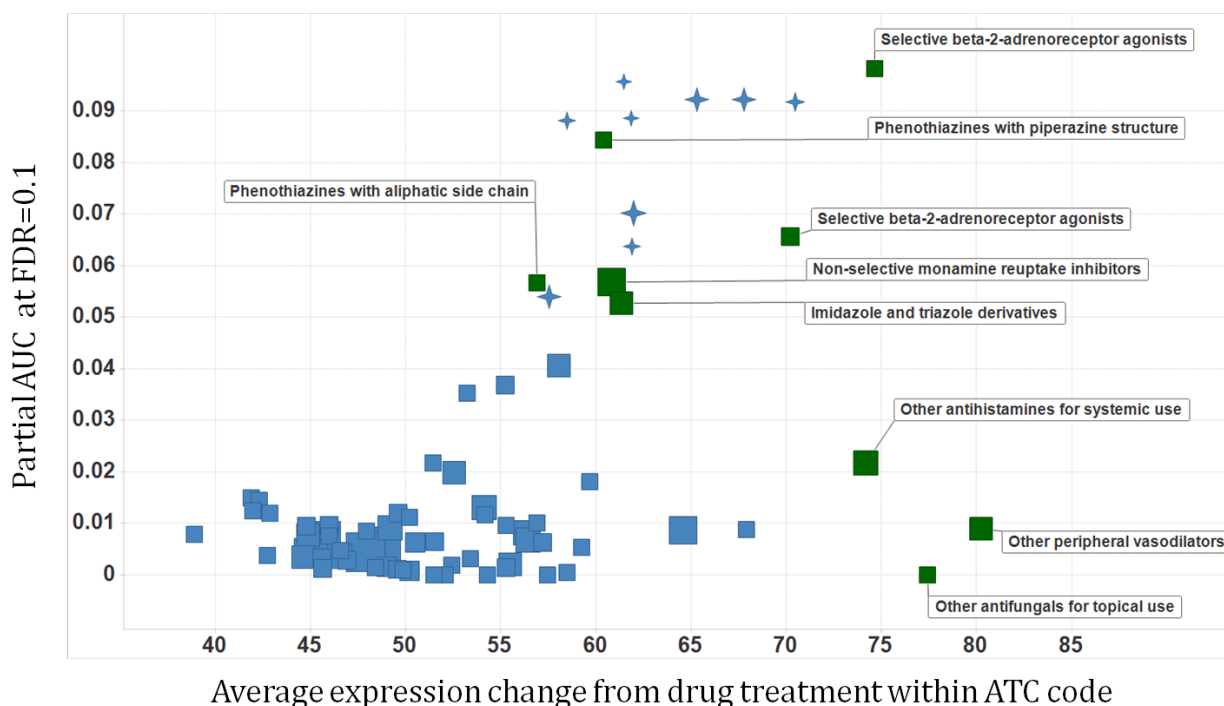 Selective beta-2-adrenoreceptor agonists
0.09
Phenothiazines with piperazine structure
0.08
Phenothiazines with aliphatic side chain
0.07
Selective beta-2-adrenoreceptor agonists
0.06
Non-selective monamine reuptake inhibitors
0.05
Imidazole and triazole derivatives
0.04
0.03
Other antihistamines for systemic use
0.02
0.01
Other peripheral vasodilators
0
Other antifungals for topical use
Partial AUC at FDR=0.1
40 45 50 55 60 65 70 75 80 85
Average expression change from drug treatment within ATC code